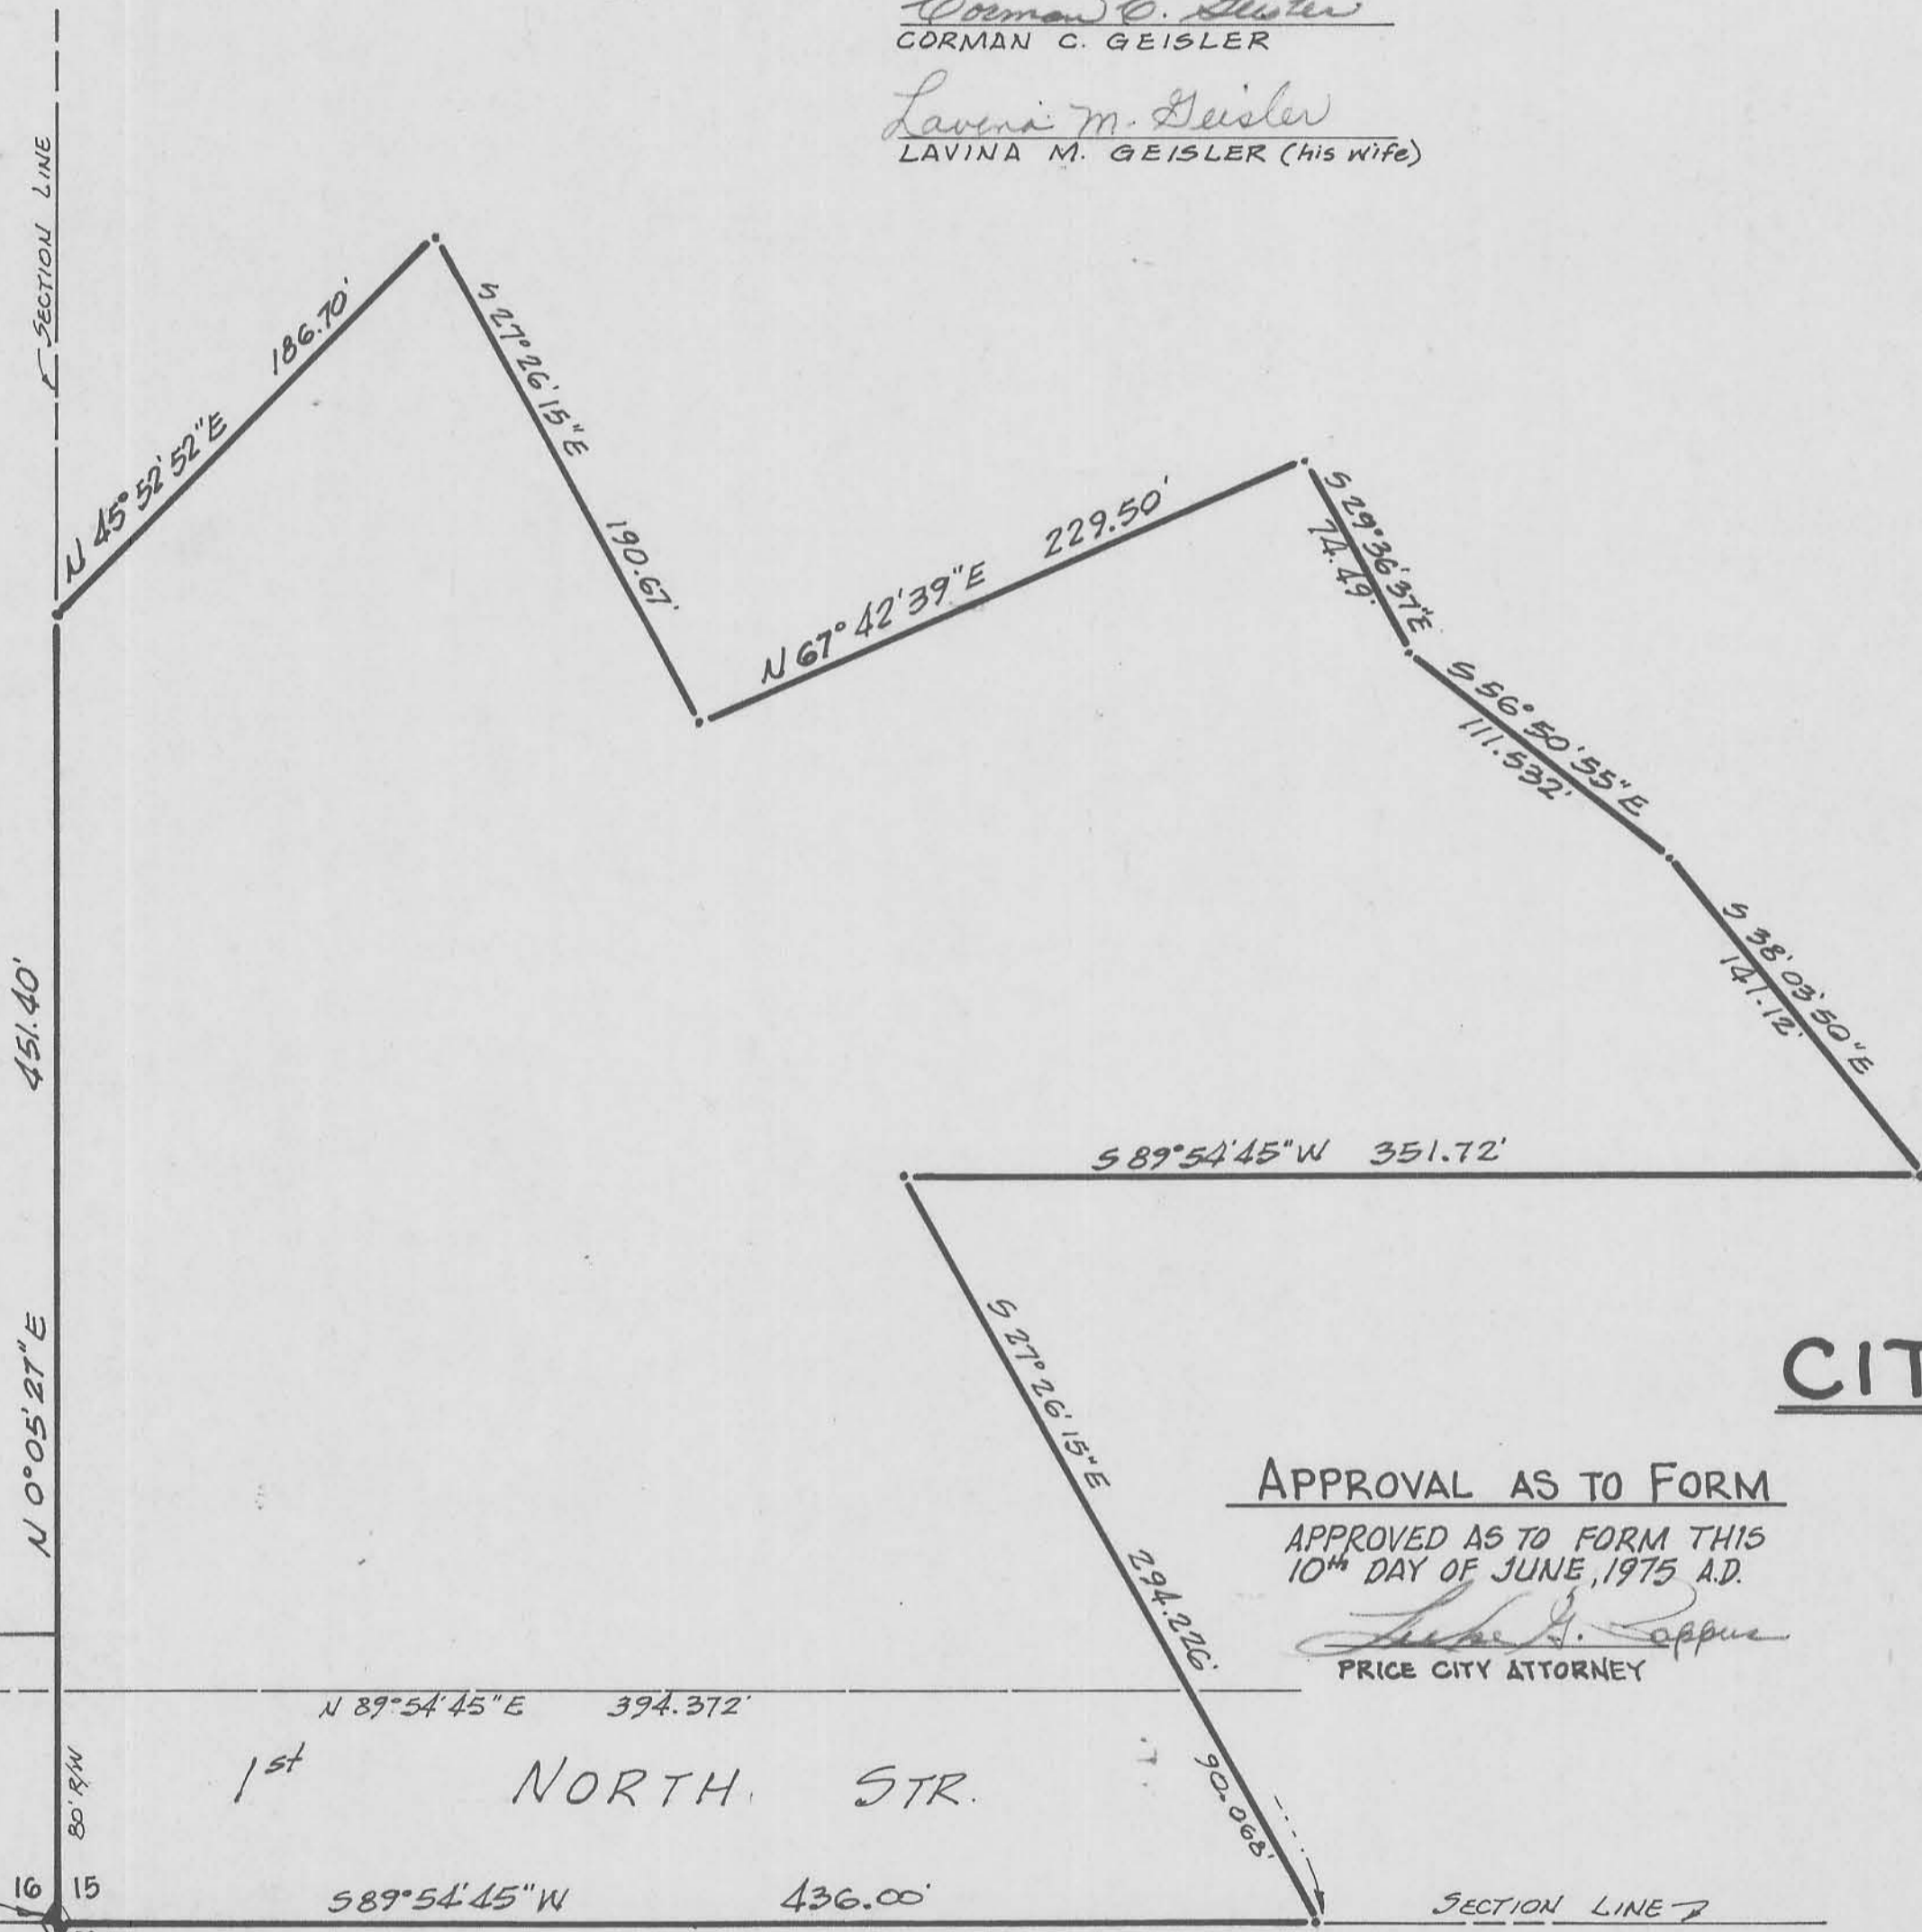 Corman C. Geisler
CORMAN C. GEISLER
Lavina M. Geisler
LAVINA M. GEISLER (his wife)
SECTION LINE
N 45° 52' 52" E 186.70'
S 27° 26' 15" E 190.67'
N 67° 42' 39" E 229.50'
S 29° 36' 37" E
74.49'
S 56° 50' 55" E
111.532'
S 38' 03' 50" E
141.12'
N 0° 05' 27" E 451.40'
S 89° 54' 45" W 351.72'
S 27° 26' 15" E 294.226'
CIT
APPROVAL AS TO FORM
APPROVED AS TO FORM THIS
10th DAY OF JUNE, 1975 A.D.
Luke G. Pappas
PRICE CITY ATTORNEY
N 89° 54' 45" E 394.372'
80' R/W
1st NORTH. STR.
90.068'
16 15
S 89° 54' 45" W 436.00'
SECTION LINE